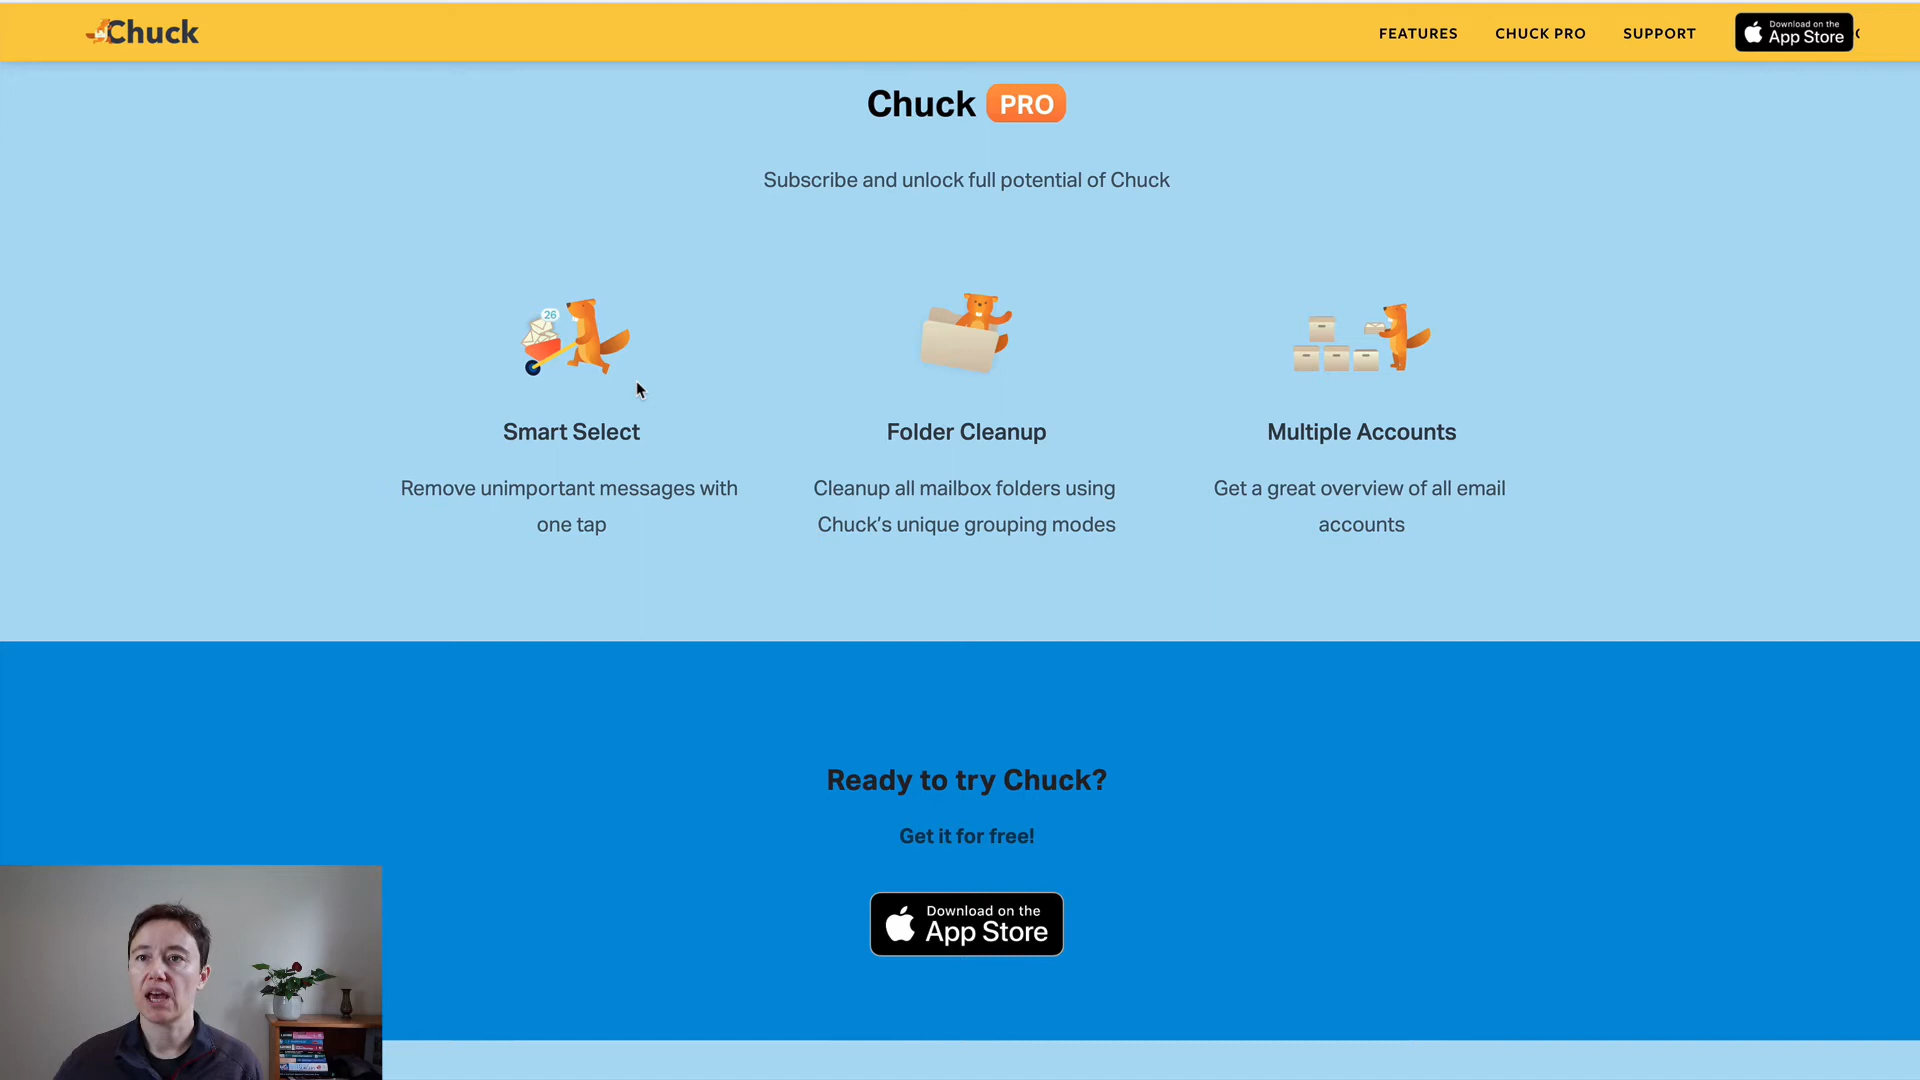 Chuck
FEATURES
CHUCK PRO
SUPPORT
Download on the
App Store
Chuck PRO
Subscribe and unlock full potential of Chuck
26
Smart Select
Remove unimportant messages with
one tap
Folder Cleanup
Cleanup all mailbox folders using
Chuck’s unique grouping modes
Multiple Accounts
Get a great overview of all email
accounts
Ready to try Chuck?
Get it for free!
Download on the
App Store